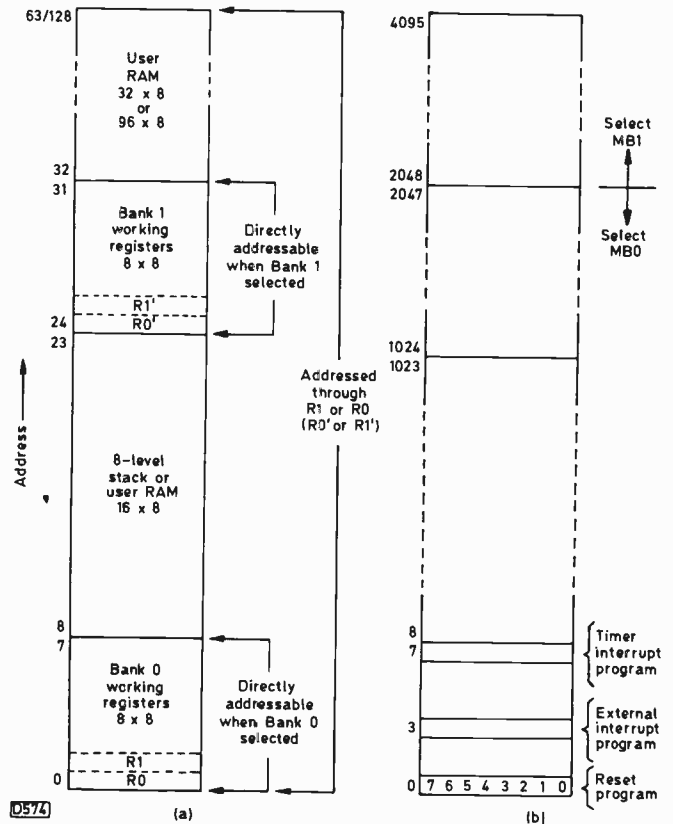 63/128
User
RAM
32 x 8
or
96 x 8
32
31
Bank 1
working
registers
8 x 8
R1'
24
R0'
23
Directly
addressable
when Bank 1
selected
Address
8-level
stack or
user RAM
16 x 8
Addressed
through
R1 or R0
(R0' or R1')
8
7
Bank 0
working
registers
8 x 8
R1
0
R0
Directly
addressable
when Bank 0
selected
D574
(a)
4095
Select
MB1
2048
2047
Select
MB0
1024
1023
8
7
Timer
interrupt
program
3
External
interrupt
program
0
7 6 5 4 3 2 1 0
Reset
program
(b)